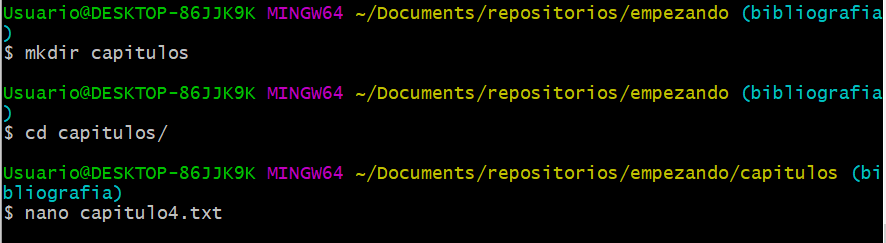 Usuario@DESKTOP-86JJK9K MINGW64 ~/Documents/repositorios/empezando (bibliografia
)
$ mkdir capitulos
Usuario@DESKTOP-86JJK9K MINGW64 ~/Documents/repositorios/empezando (bibliografia
)
$ cd capitulos/
Usuario@DESKTOP-86JJK9K MINGW64 ~/Documents/repositorios/empezando/capitulos (bi
bliografia)
$ nano capitulo4.txt